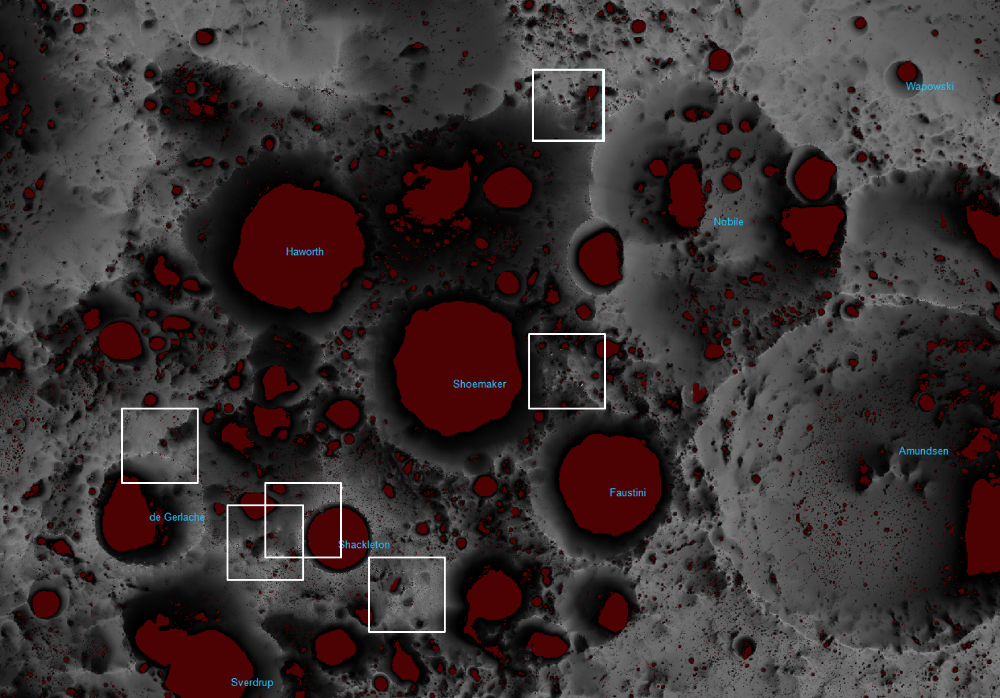 Wapowski
Nobile
Haworth
Shoemaker
Amundsen
Faustini
de Gerlache
Shackleton
Sverdrup